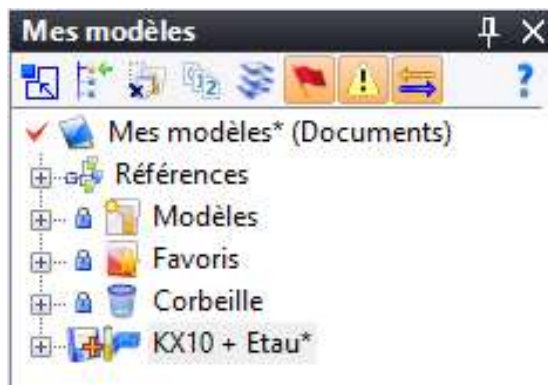 Mes modèles
Mes modèles* (Documents)
Références
Modèles
Favoris
Corbeille
KX10 + Etau*